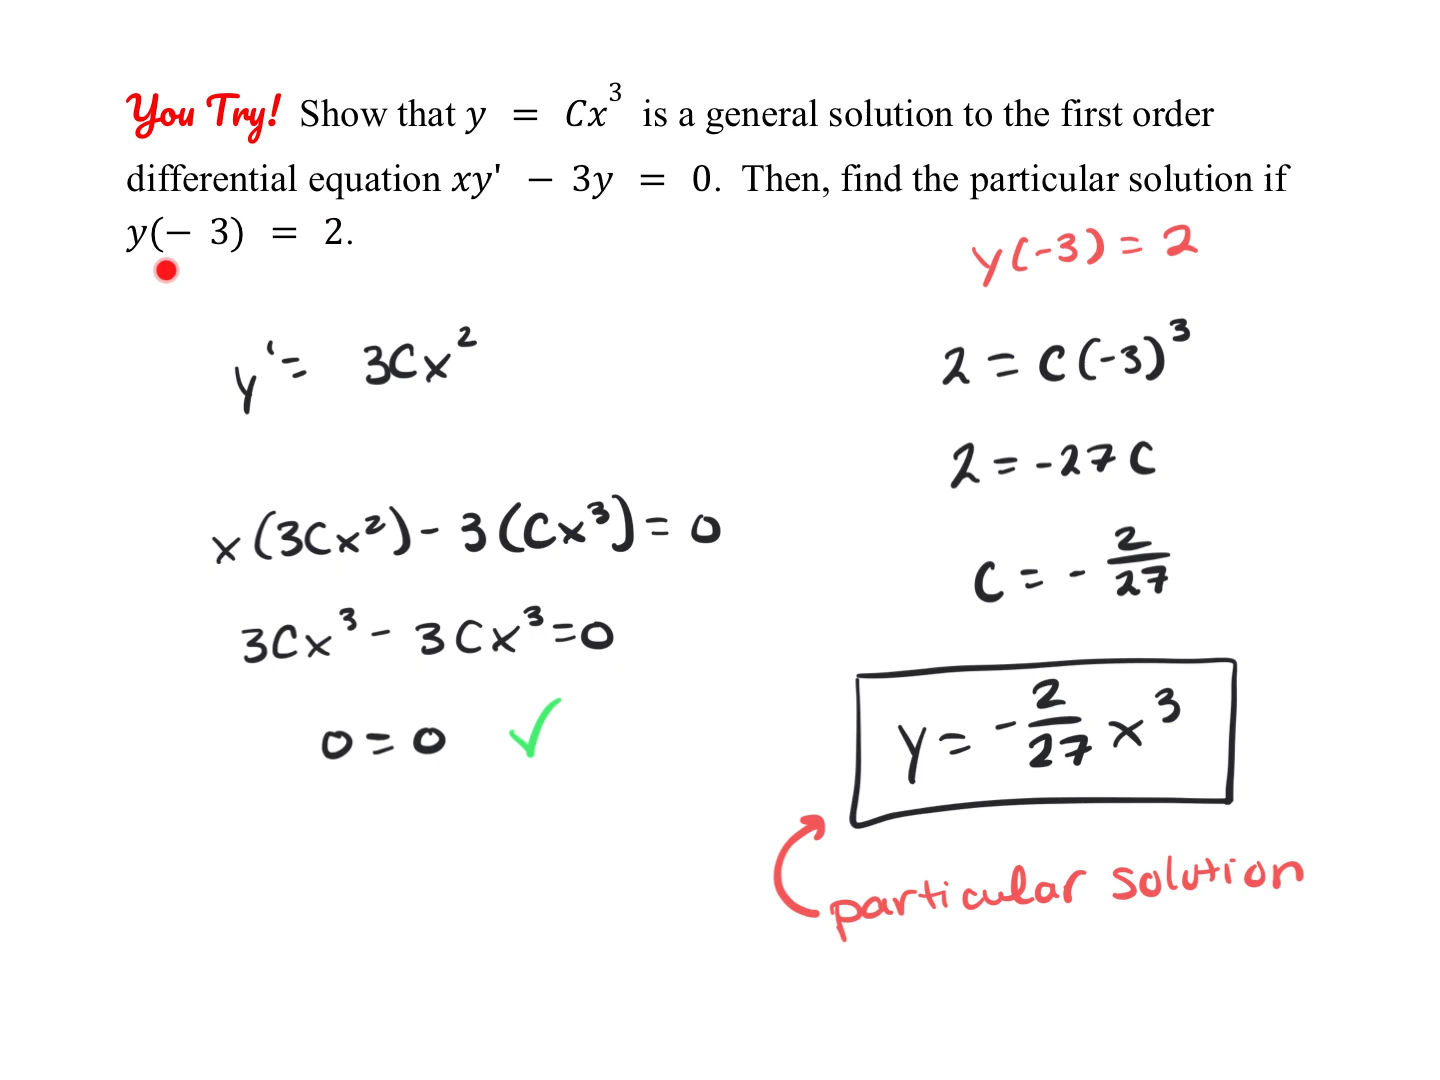 You Try! Show that y = Cx³ is a general solution to the first order
differential equation xy' − 3y = 0. Then, find the particular solution if
y(− 3) = 2.
y' = 3Cx²
x(3Cx²) - 3(Cx³) = 0
3Cx³ - 3Cx³ = 0
0 = 0 ✓
y(-3) = 2
2 = C(-3)³
2 = -27C
C = - 2/27
y = - 2/27 x³
particular solution